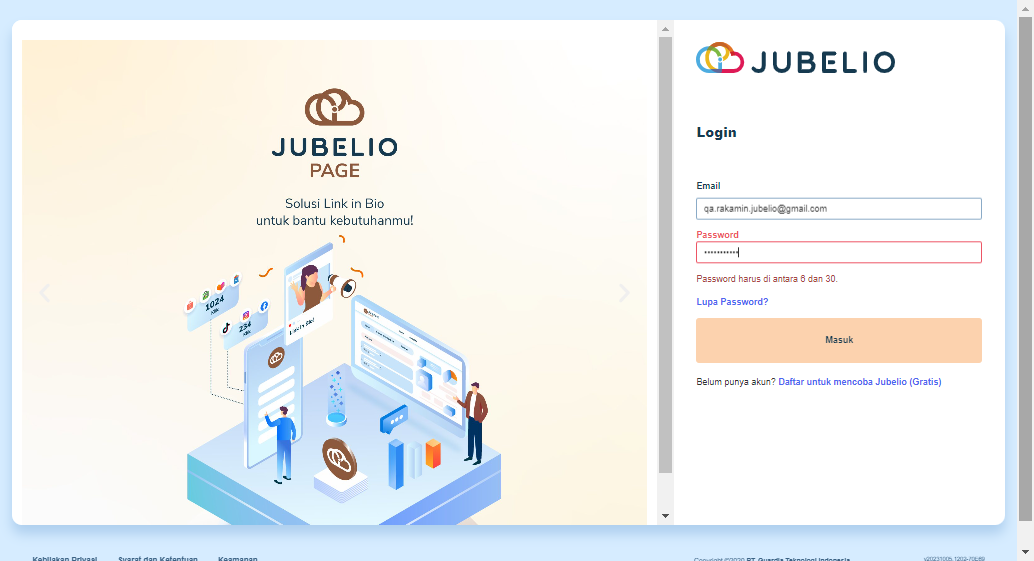 JUBELIO
PAGE
Solusi Link in Bio
untuk bantu kebutuhanmu!
1024
234
JUBELIO
Login
Email
qa.rakamin.jubelio@gmail.com
Password
Password harus di antara 6 dan 30.
Lupa Password?
Masuk
Belum punya akun? Daftar untuk mencoba Jubelio (Gratis)
Kebijakan Privasi Syarat dan Ketentuan Keamanan
Copyright ©2020 PT. Guardia Teknologi Indonesia